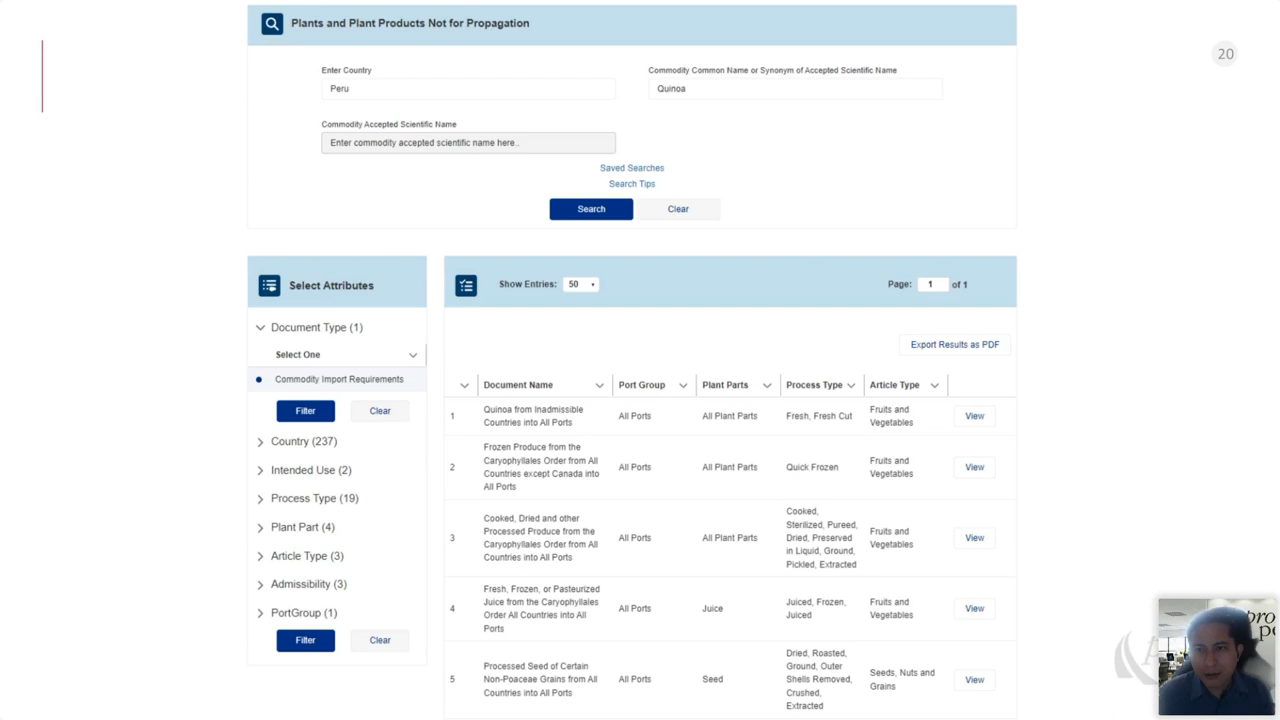 Plants and Plant Products Not for Propagation
20
Enter Country
Commodity Common Name or Synonym of Accepted Scientific Name
Peru
Quinoa
Commodity Accepted Scientific Name
Enter commodity accepted scientific name here..
Saved Searches
Search Tips
Search
Clear
Select Attributes
Document Type (1)
Select One
Commodity Import Requirements
Filter
Clear
Country (237)
Intended Use (2)
Process Type (19)
Plant Part (4)
Article Type (3)
Admissibility (3)
PortGroup (1)
Filter
Clear
Show Entries:
50
Page:
1
of 1
Export Results as PDF
Document Name
Port Group
Plant Parts
Process Type
Article Type
1
Quinoa from Inadmissible
Countries into All Ports
All Ports
All Plant Parts
Fresh, Fresh Cut
Fruits and
Vegetables
View
2
Frozen Produce from the
Caryophyllales Order from All
Countries except Canada into
All Ports
All Ports
All Plant Parts
Quick Frozen
Fruits and
Vegetables
View
3
Cooked, Dried and other
Processed Produce from the
Caryophyllales Order from All
Countries into All Ports
All Ports
All Plant Parts
Cooked,
Sterilized, Pureed,
Dried, Preserved
in Liquid, Ground,
Pickled, Extracted
Fruits and
Vegetables
View
4
Fresh, Frozen, or Pasteurized
Juice from the Caryophyllales
Order All Countries into All
Ports
All Ports
Juice
Juiced, Frozen,
Juiced
Fruits and
Vegetables
View
5
Processed Seed of Certain
Non-Poaceae Grains from All
Countries into All Ports
All Ports
Seed
Dried, Roasted,
Ground, Outer
Shells Removed,
Crushed,
Extracted
Seeds, Nuts and
Grains
View